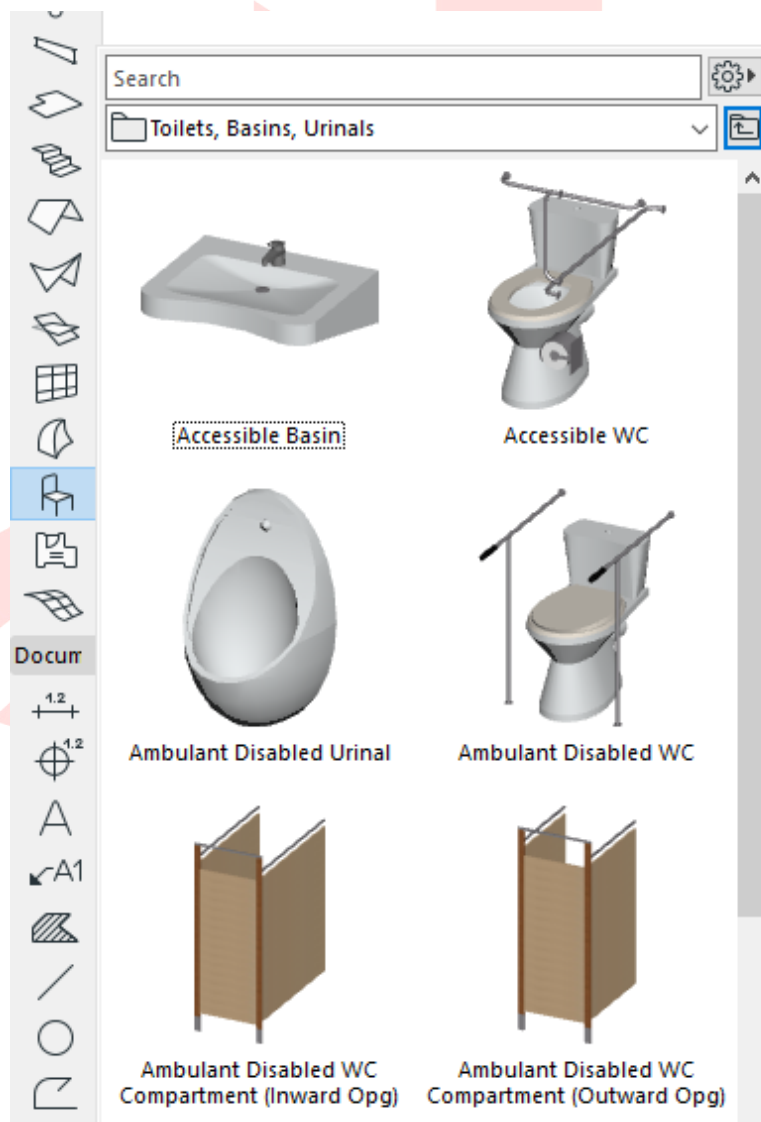 Search
Toilets, Basins, Urinals
Accessible Basin
Accessible WC
Ambulant Disabled Urinal
Ambulant Disabled WC
Ambulant Disabled WC
Compartment (Inward Opg)
Ambulant Disabled WC
Compartment (Outward Opg)
Docum
1.2
1.2
A
A1